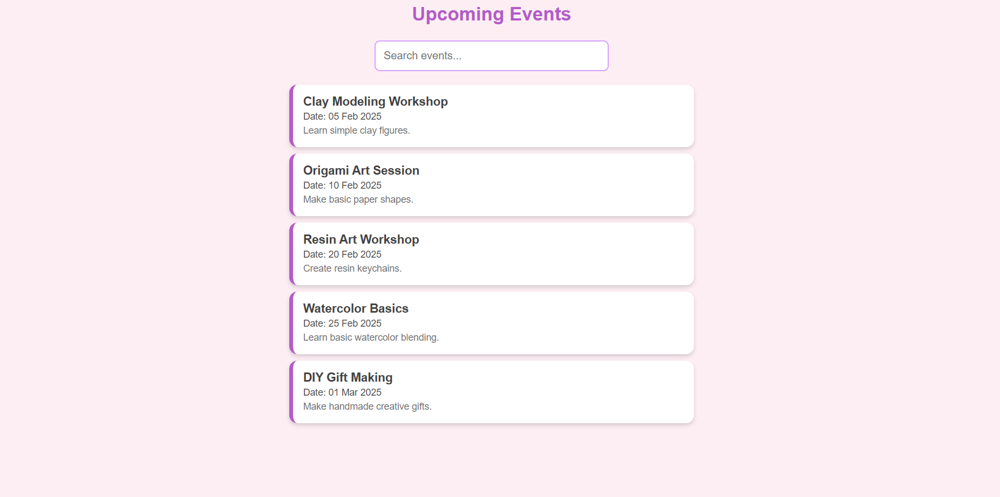 Upcoming Events
Search events...
Clay Modeling Workshop
Date: 05 Feb 2025
Learn simple clay figures.
Origami Art Session
Date: 10 Feb 2025
Make basic paper shapes.
Resin Art Workshop
Date: 20 Feb 2025
Create resin keychains.
Watercolor Basics
Date: 25 Feb 2025
Learn basic watercolor blending.
DIY Gift Making
Date: 01 Mar 2025
Make handmade creative gifts.